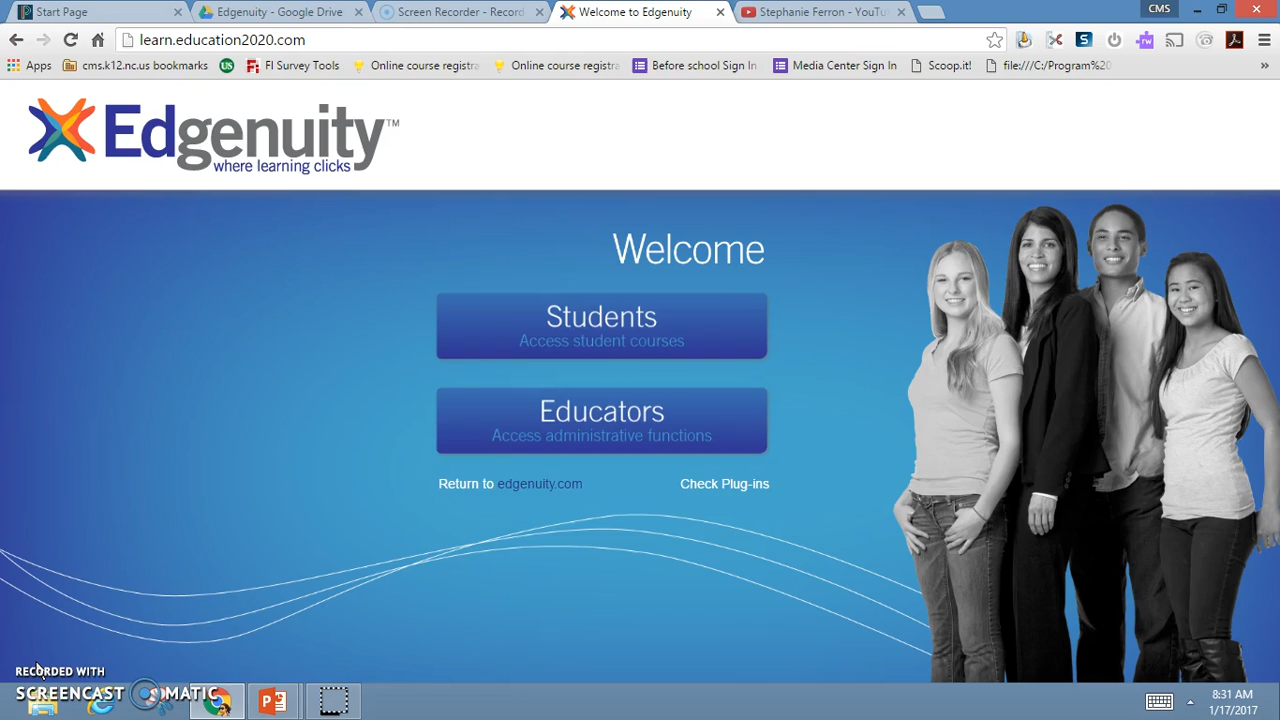 Start Page
Edgenuity - Google Drive
Screen Recorder - Record
Welcome to Edgenuity
Stephanie Ferron - YouTu
CMS
learn.education2020.com
Apps
cms.k12.nc.us bookmarks
US
FI Survey Tools
Online course registra
Online course registra
Before school Sign In
Media Center Sign In
Scoop.it!
file:///C:/Program%20
»
Edgenuity™
where learning clicks
Welcome
Students
Access student courses
Educators
Access administrative functions
Return to edgenuity.com
Check Plug-ins
RECORDED WITH
SCREENCAST MATIC
8:31 AM
1/17/2017